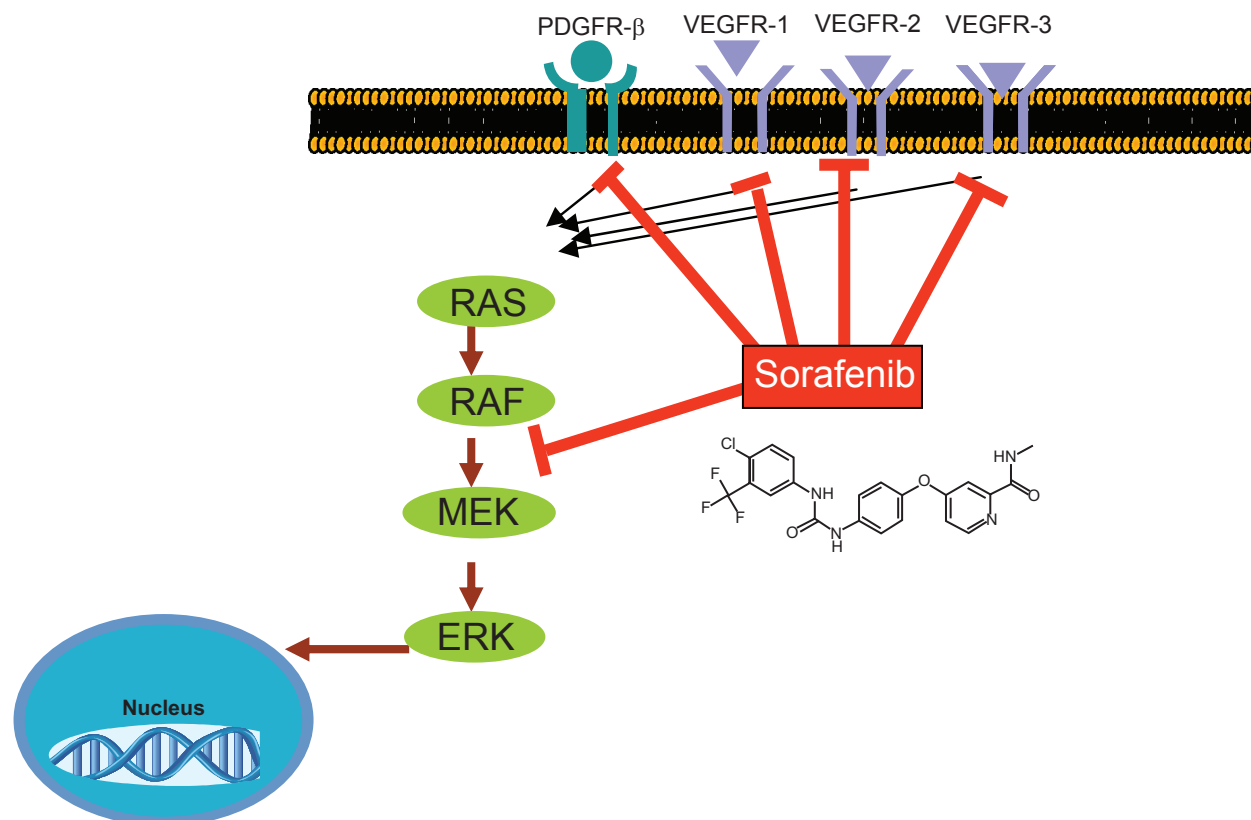 PDGFR-β
VEGFR-1
VEGFR-2
VEGFR-3
RAS
RAF
MEK
ERK
Sorafenib
Cl
F
F
F
O
NH
N
H
O
HN
O
N
Nucleus